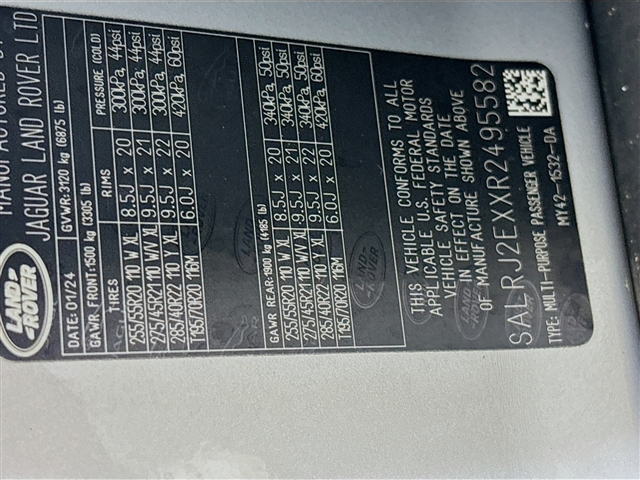 MANUFACTURED BY
JAGUAR LAND ROVER LTD
LAND-
-ROVER
DATE: 01/24
GVWR: 3120 kg (6875 lb)
GAWR FRONT: 1500 kg (3305 lb)
TIRES RIMS PRESSURE (COLD)
255/55R20 110 W XL 8.5J x 20 300kPa, 44psi
275/45R21 110 WV XL 9.5J x 21 300kPa, 44psi
285/40R22 110 Y XL 9.5J x 22 300kPa, 44psi
T195/70R20 116M 6.0J x 20 420kPa, 60psi
GAWR REAR: 1900 kg (4185 lb)
255/55R20 110 W XL 8.5J x 20 340kPa, 50psi
275/45R21 110 WV XL 9.5J x 21 340kPa, 50psi
285/40R22 110 Y XL 9.5J x 22 340kPa, 50psi
T195/70R20 116M 6.0J x 20 420kPa, 60psi
THIS VEHICLE CONFORMS TO ALL
APPLICABLE U.S. FEDERAL MOTOR
VEHICLE SAFETY STANDARDS
IN EFFECT ON THE DATE
OF MANUFACTURE SHOWN ABOVE
SALRJ2EXXR2495582
TYPE: MULTI-PURPOSE PASSENGER VEHICLE
MY42-1532-DA